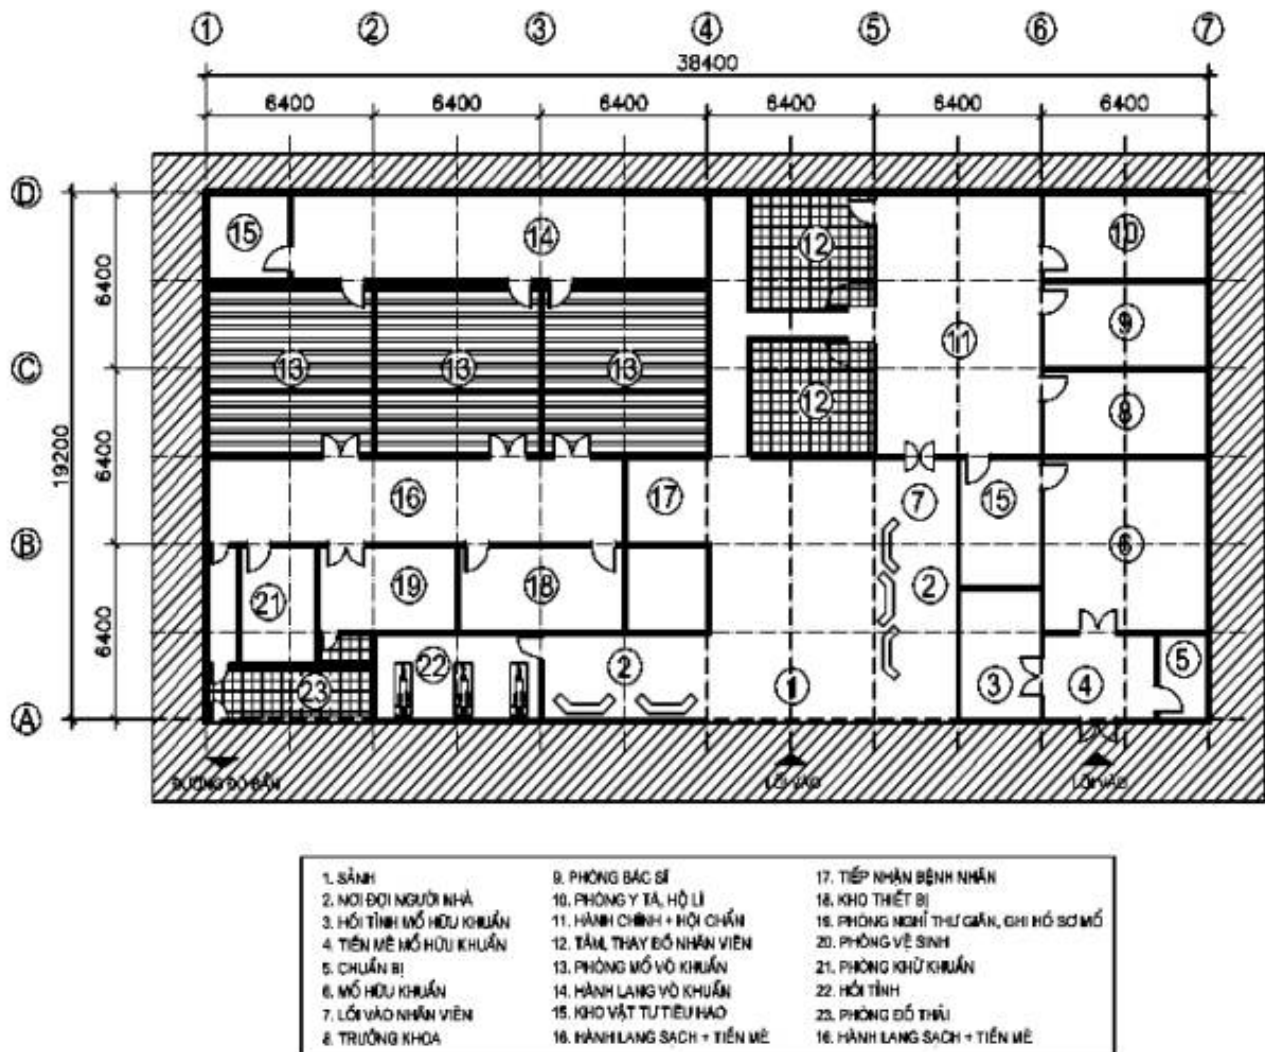 1 2 3 4 5 6 7
38400
6400 6400 6400 6400 6400 6400
D
C
B
A
19200
6400
6400
6400
15 14 12 10
13 13 13 12 11 9
8
16 17 7 15
6
21 19 18 2
23 22 2 1 3 4 5
ĐƯỜNG ĐỒ BẨN LỐI VÀO LỐI VÀO
1. SẢNH
2. NƠI ĐỢI NGƯỜI NHÀ
3. HỒI TỈNH MỔ HỮU KHUẨN
4. TIỀN MÊ MỔ HỮU KHUẨN
5. CHUẨN BỊ
6. MỔ HỮU KHUẨN
7. LỐI VÀO NHÂN VIÊN
8. TRƯỞNG KHOA
9. PHÒNG BÁC SĨ
10. PHÒNG Y TÁ, HỘ LÍ
11. HÀNH CHÍNH + HỘI CHẨN
12. TẮM, THAY ĐỒ NHÂN VIÊN
13. PHÒNG MỔ VÔ KHUẨN
14. HÀNH LANG VÔ KHUẨN
15. KHO VẬT TƯ TIÊU HAO
16. HÀNH LANG SẠCH + TIỀN MÊ
17. TIẾP NHẬN BỆNH NHÂN
18. KHO THIẾT BỊ
19. PHÒNG NGHỈ THƯ GIÃN, GHI HỒ SƠ MỔ
20. PHÒNG VỆ SINH
21. PHÒNG KHỬ KHUẨN
22. HỒI TỈNH
23. PHÒNG ĐỒ THẢI
16. HÀNH LANG SẠCH + TIỀN MÊ